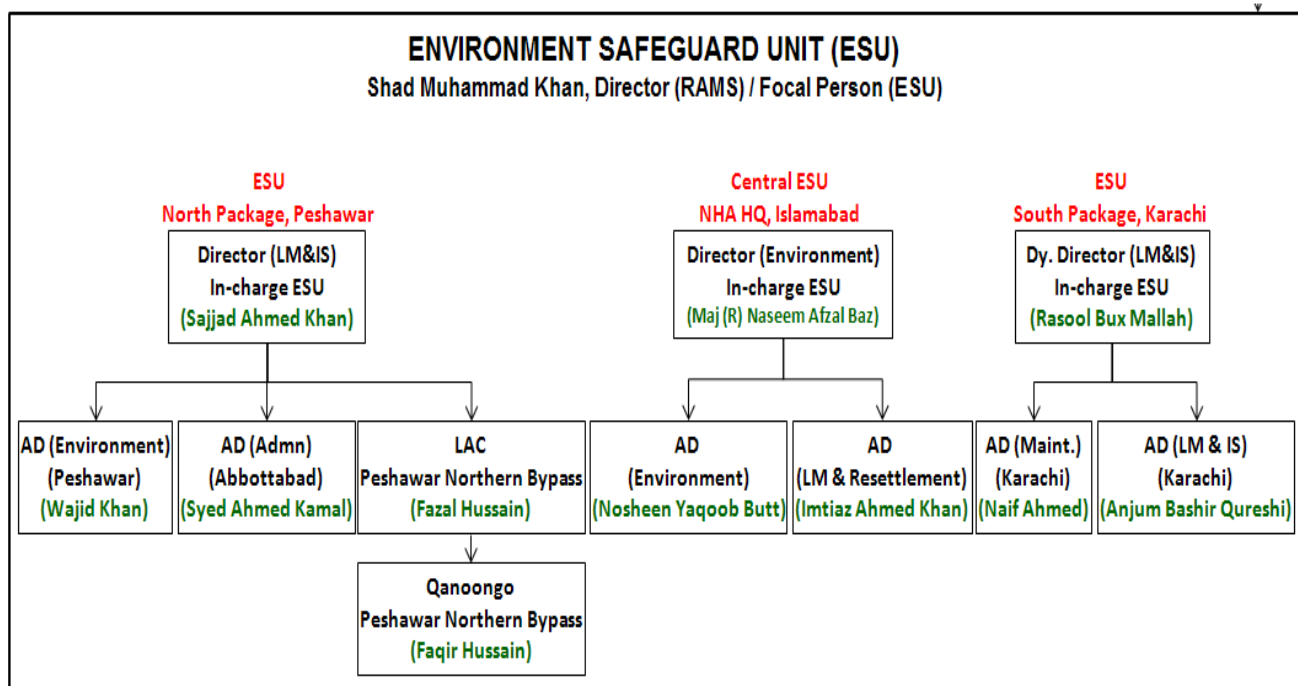 ENVIRONMENT SAFEGUARD UNIT (ESU)
Shad Muhammad Khan, Director (RAMS) / Focal Person (ESU)
ESU
North Package, Peshawar
Director (LM&IS)
In-charge ESU
(Sajjad Ahmed Khan)
Central ESU
NHA HQ, Islamabad
Director (Environment)
In-charge ESU
(Maj (R) Naseem Afzal Baz)
ESU
South Package, Karachi
Dy. Director (LM&IS)
In-charge ESU
(Rasool Bux Mallah)
AD (Environment)
(Peshawar)
(Wajid Khan)
AD (Admn)
(Abbottabad)
(Syed Ahmed Kamal)
LAC
Peshawar Northern Bypass
(Fazal Hussain)
AD
(Environment)
(Nosheen Yaqoob Butt)
AD
(LM & Resettlement)
(Imtiaz Ahmed Khan)
AD (Maint.)
(Karachi)
(Naif Ahmed)
AD (LM & IS)
(Karachi)
(Anjum Bashir Qureshi)
Qanoongo
Peshawar Northern Bypass
(Faqir Hussain)